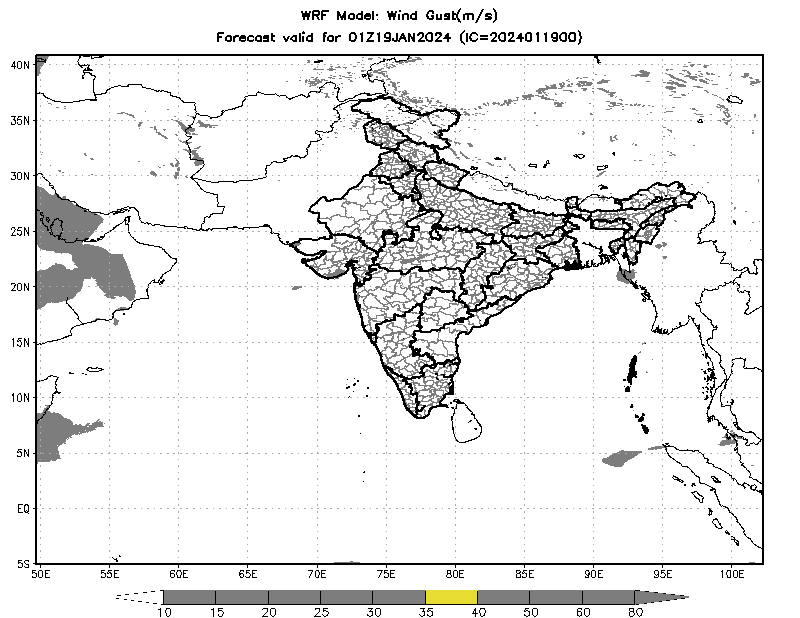 WRF Model: Wind Gust(m/s)
Forecast valid for 01Z19JAN2024 (IC=2024011900)
40N
35N
30N
25N
20N
15N
10N
5N
EQ
5S
50E 55E 60E 65E 70E 75E 80E 85E 90E 95E 100E
10 15 20 25 30 35 40 50 60 80